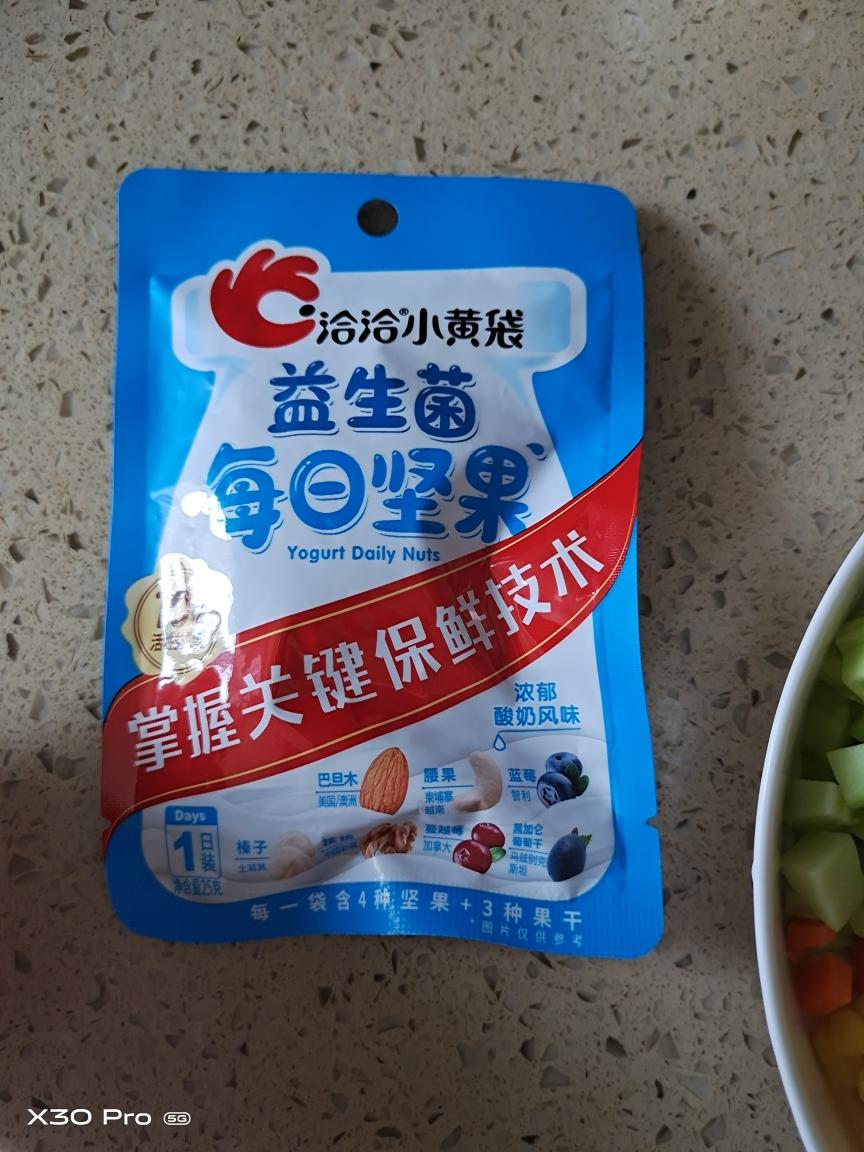 洽洽®小黄袋
益生菌
每日坚果
Yogurt Daily Nuts
掌握关键保鲜技术
浓郁
酸奶风味
巴旦木
美国/澳洲
腰果
柬埔寨
越南
蓝莓
智利
Days
1日装
净含量25克
榛子
土耳其
核桃
蔓越莓
加拿大
黑加仑
葡萄干
乌兹别克
斯坦
每一袋含4种坚果+3种果干
图片仅供参考
X30 Pro 5G